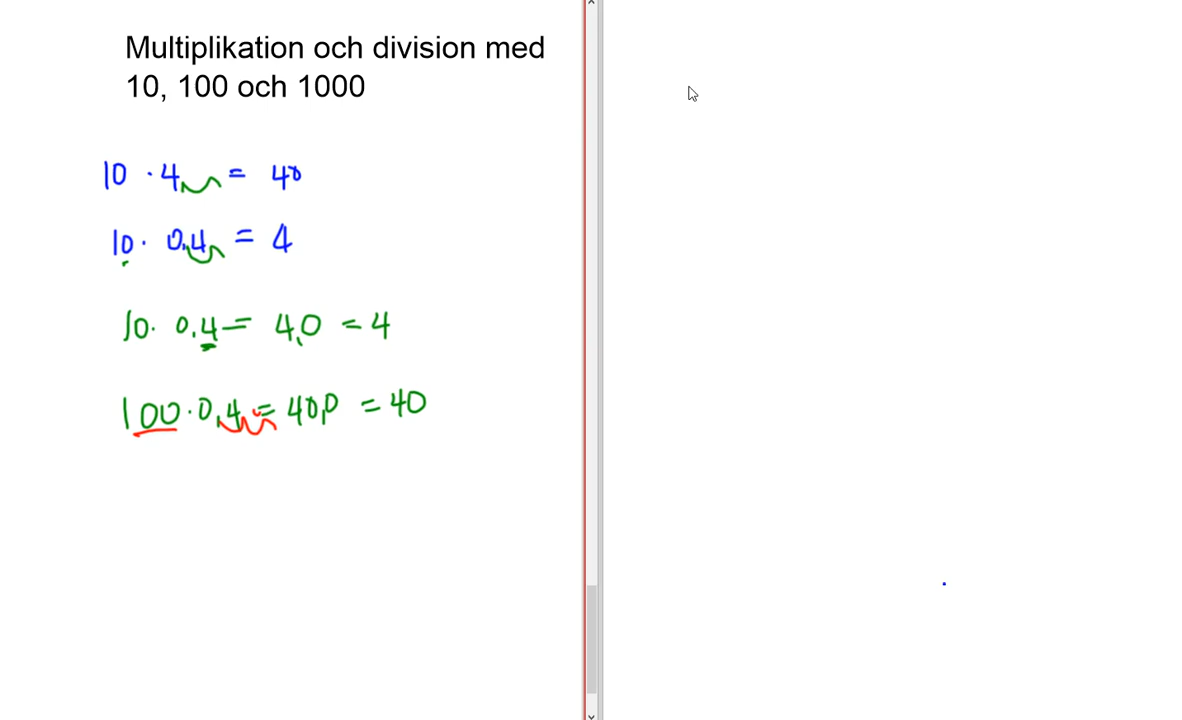 Multiplikation och division med
10, 100 och 1000
10 · 4 = 40
10 · 0,4 = 4
10 · 0,4 = 4,0 = 4
100 · 0,4 = 40,0 = 40